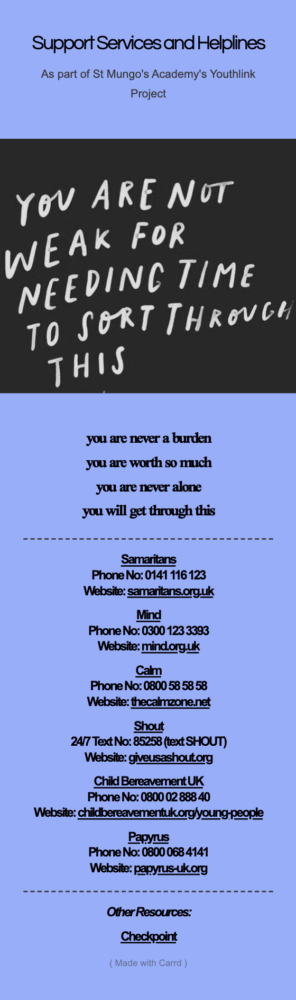 Support Services and Helplines
As part of St Mungo's Academy's Youthlink
Project
YOU ARE NOT
WEAK FOR
NEEDING TIME
TO SORT THROUGH
THIS
you are never a burden
you are worth so much
you are never alone
you will get through this
Samaritans
Phone No: 0141 116 123
Website: samaritans.org.uk
Mind
Phone No: 0300 123 3393
Website: mind.org.uk
Calm
Phone No: 0800 58 58 58
Website: thecalmzone.net
Shout
24/7 Text No: 85258 (text SHOUT)
Website: giveusashout.org
Child Bereavement UK
Phone No: 0800 02 888 40
Website: childbereavementuk.org/young-people
Papyrus
Phone No: 0800 068 4141
Website: papyrus-uk.org
Other Resources:
Checkpoint
( Made with Carrd )